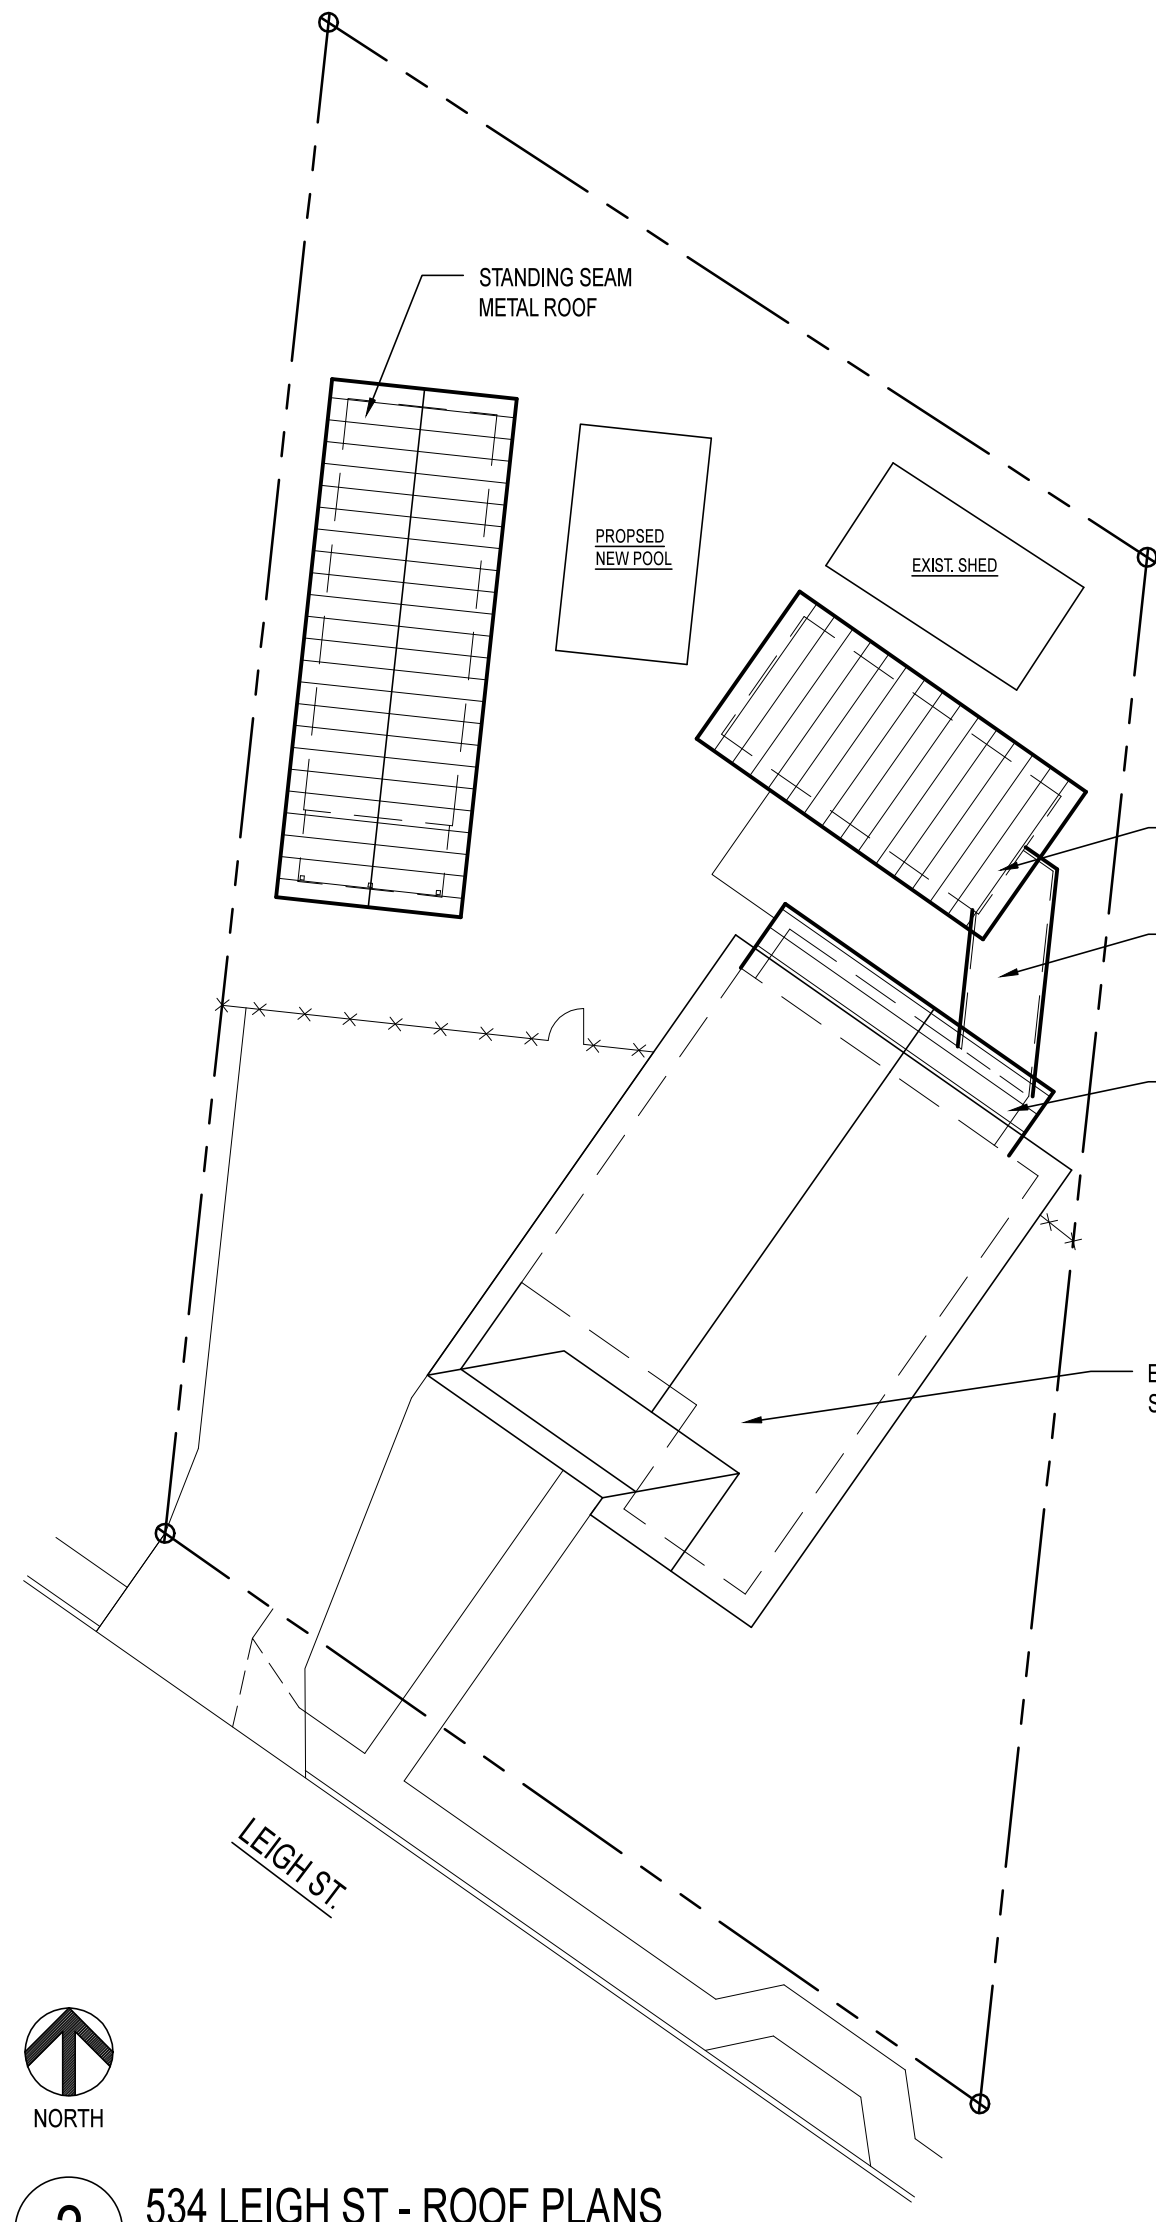 STANDING SEAM
METAL ROOF
PROPSED
NEW POOL
EXIST. SHED
LEIGH ST.
NORTH
534 LEIGH ST - ROOF PLANS